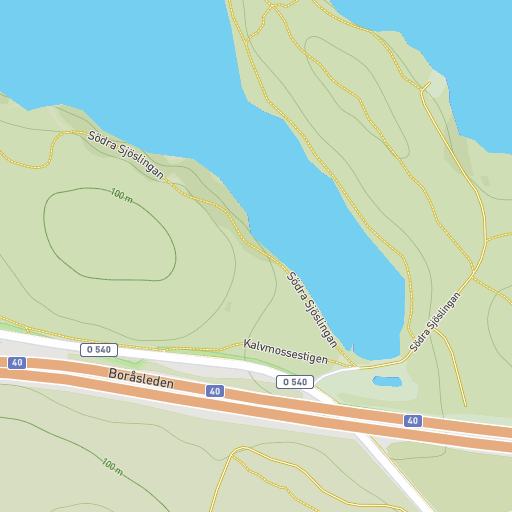 Södra Sjöslingan
100 m
Södra Sjöslingan
Södra Sjöslingan
Kalvmossestigen
O 540
40
Boråsleden
O 540
40
40
100 m